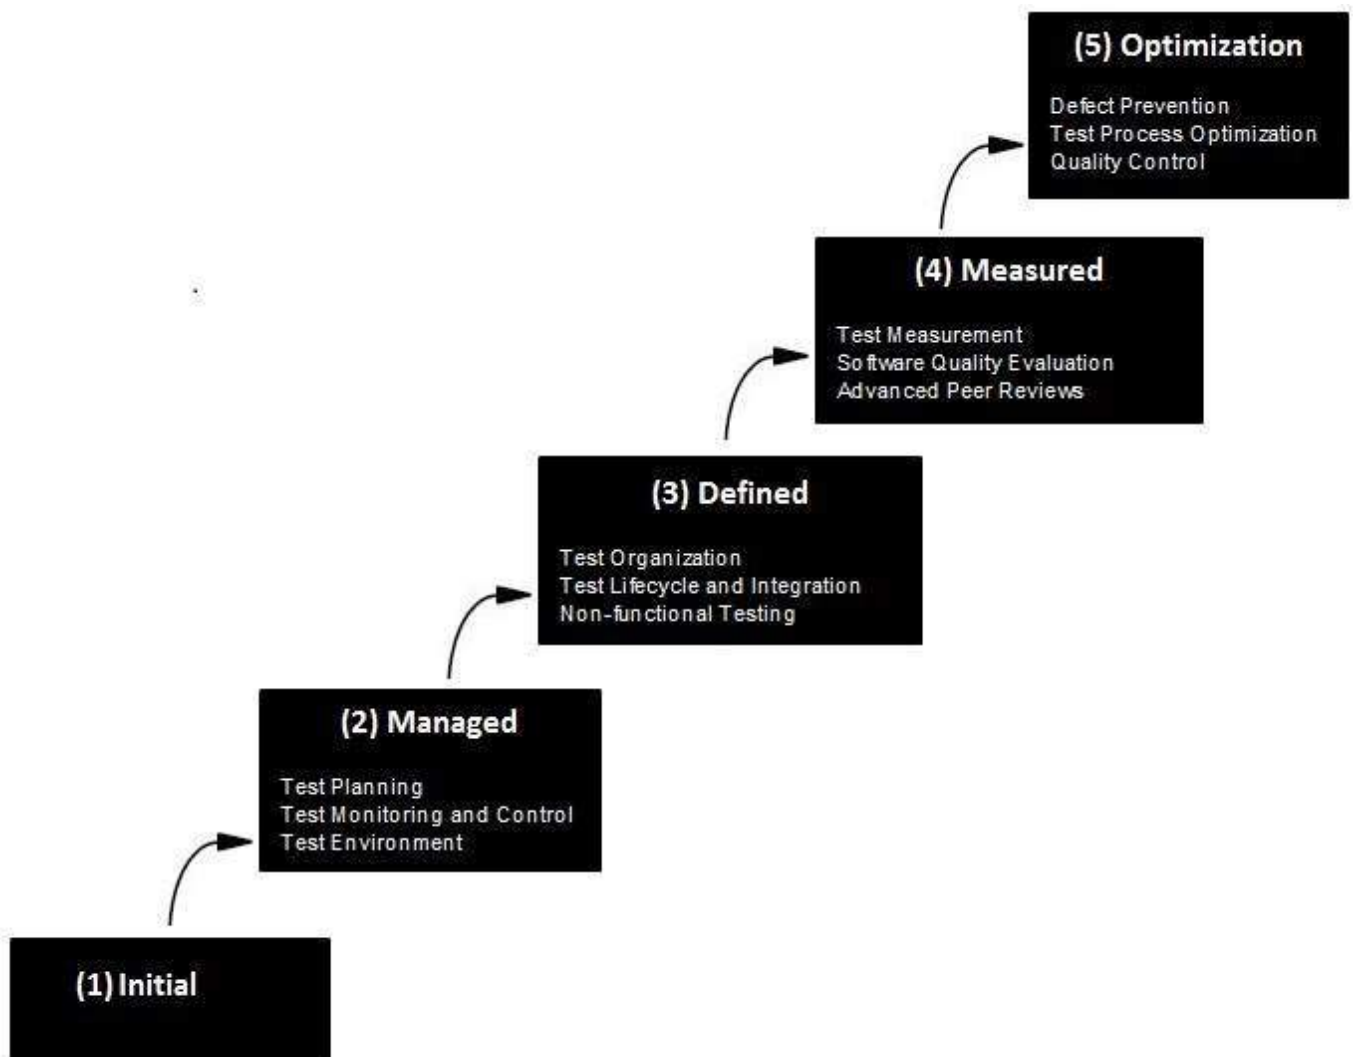 (5) Optimization
Defect Prevention
Test Process Optimization
Quality Control
(4) Measured
Test Measurement
Software Quality Evaluation
Advanced Peer Reviews
(3) Defined
Test Organization
Test Lifecycle and Integration
Non-functional Testing
(2) Managed
Test Planning
Test Monitoring and Control
Test Environment
(1) Initial